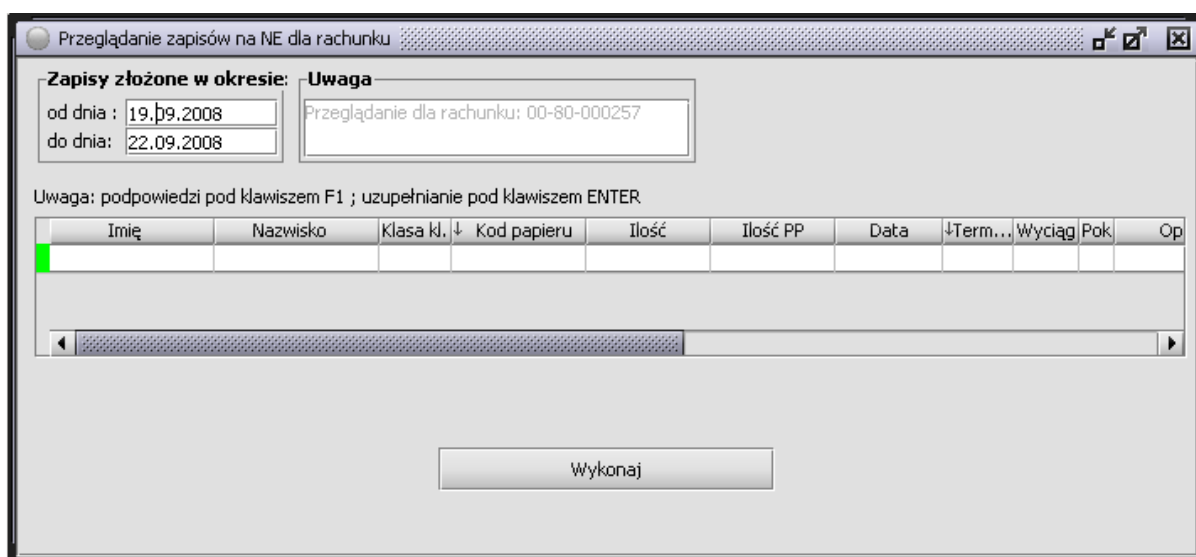 Przeglądanie zapisów na NE dla rachunku
Zapisy złożone w okresie: Uwaga
od dnia : 19.09.2008 Przeglądanie dla rachunku: 00-80-000257
do dnia: 22.09.2008
Uwaga: podpowiedzi pod klawiszem F1 ; uzupełnianie pod klawiszem ENTER
Imię Nazwisko Klasa kl. ↓ Kod papieru Ilość Ilość PP Data ↓Term... Wyciąg Pok Op
Wykonaj